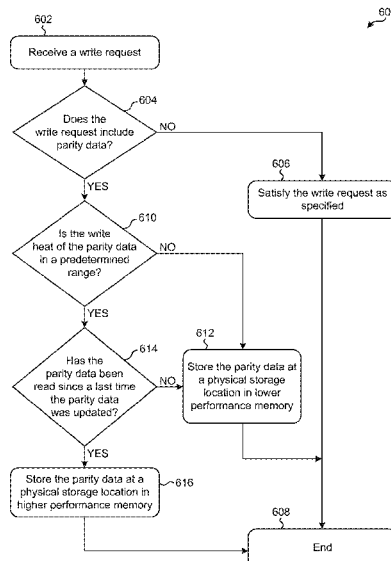 60
602
Receive a write request
604
Does the
write request include
parity data?
NO
YES
606
Satisfy the write request as
specified
610
Is the write
heat of the parity data
in a predetermined
range?
NO
YES
612
Store the parity data at
a physical storage
location in lower
performance memory
614
Has the
parity data been
read since a last time
the parity data
was updated?
NO
YES
Store the parity data at a
physical storage location in
higher performance memory
616
608
End